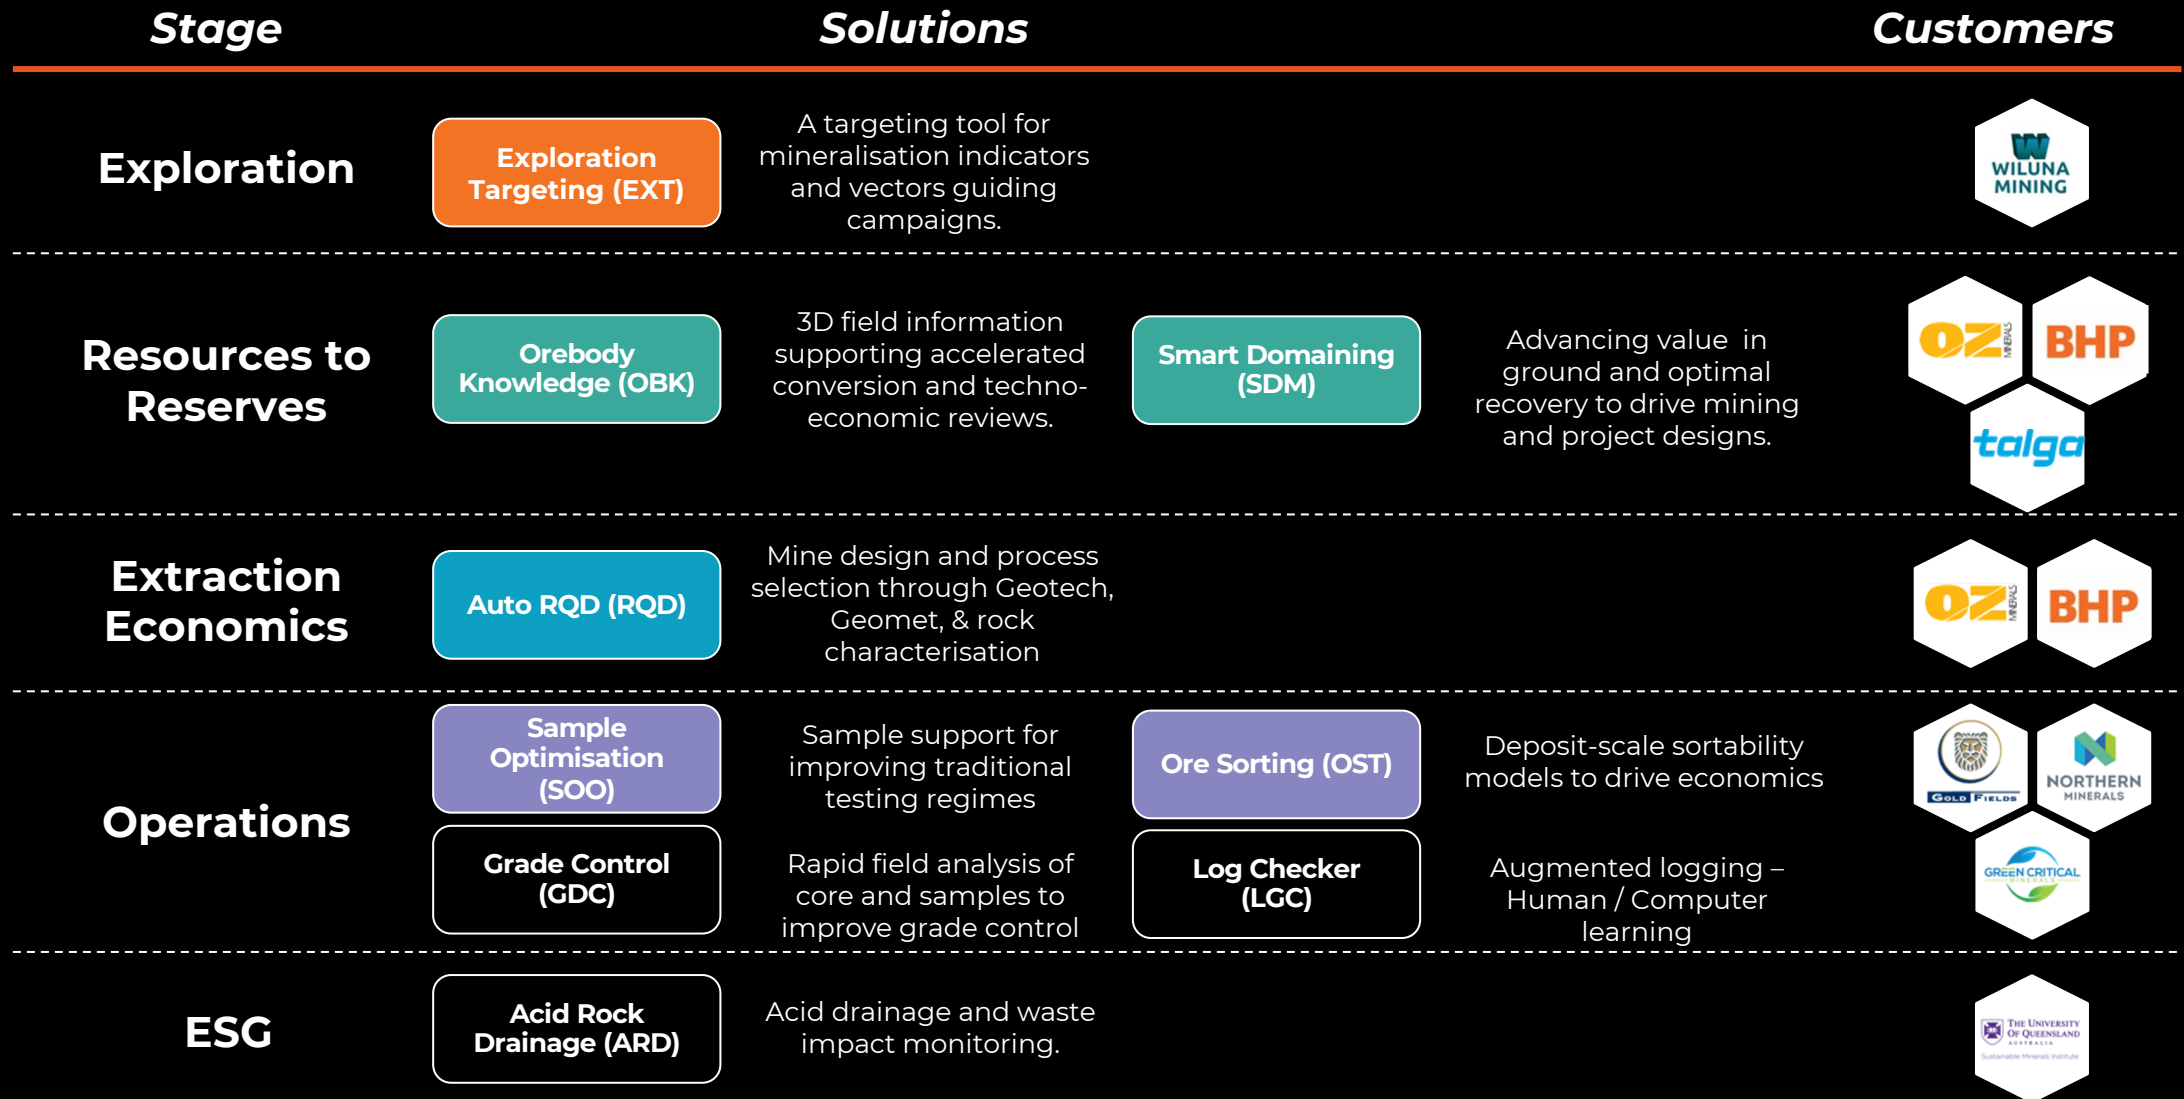 Stage
Solutions
Customers
Exploration
Exploration
Targeting (EXT)
A targeting tool for
mineralisation indicators
and vectors guiding
campaigns.
WILUNA
MINING
Resources to
Reserves
Orebody
Knowledge (OBK)
3D field information
supporting accelerated
conversion and techno-
economic reviews.
Smart Domaining
(SDM)
Advancing value in
ground and optimal
recovery to drive mining
and project designs.
OZ MINERALS
BHP
talga
Extraction
Economics
Auto RQD (RQD)
Mine design and process
selection through Geotech,
Geomet, & rock
characterisation
OZ MINERALS
BHP
Operations
Sample
Optimisation
(SOO)
Sample support for
improving traditional
testing regimes
Ore Sorting (OST)
Deposit-scale sortability
models to drive economics
GOLD FIELDS
NORTHERN
MINERALS
Grade Control
(GDC)
Rapid field analysis of
core and samples to
improve grade control
Log Checker
(LGC)
Augmented logging –
Human / Computer
learning
GREEN CRITICAL
MINERALS
ESG
Acid Rock
Drainage (ARD)
Acid drainage and waste
impact monitoring.
THE UNIVERSITY
OF QUEENSLAND
AUSTRALIA
Sustainable Minerals Institute